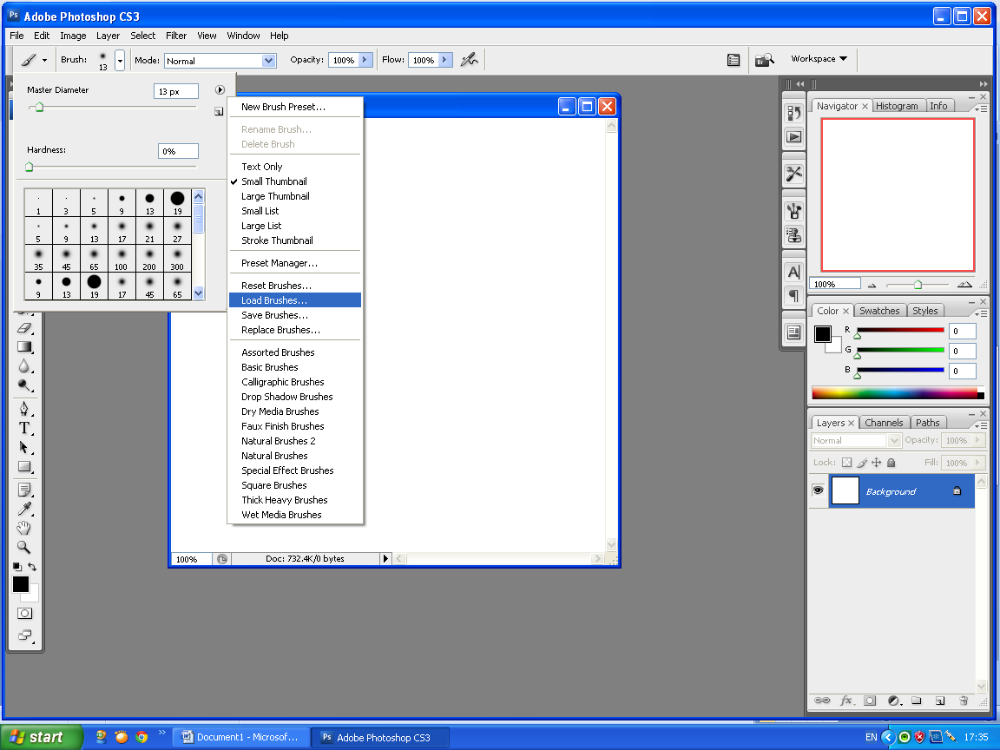 Ps Adobe Photoshop CS3
File Edit Image Layer Select Filter View Window Help
Brush: 13 Mode: Normal Opacity: 100% Flow: 100% Br Workspace
Master Diameter 13 px
Hardness: 0%
1 3 5 9 13 19
5 9 13 17 21 27
35 45 65 100 200 300
9 13 19 17 45 65
New Brush Preset...
Rename Brush...
Delete Brush
Text Only
Small Thumbnail
Large Thumbnail
Small List
Large List
Stroke Thumbnail
Preset Manager...
Reset Brushes...
Load Brushes...
Save Brushes...
Replace Brushes...
Assorted Brushes
Basic Brushes
Calligraphic Brushes
Drop Shadow Brushes
Dry Media Brushes
Faux Finish Brushes
Natural Brushes 2
Natural Brushes
Special Effect Brushes
Square Brushes
Thick Heavy Brushes
Wet Media Brushes
100% Doc: 732.4K/0 bytes
Navigator Histogram Info
100%
Color Swatches Styles
R 0
G 0
B 0
Layers Channels Paths
Normal Opacity: 100%
Lock: Fill: 100%
Background
start Document1 - Microsof... Ps Adobe Photoshop CS3 EN 17:35